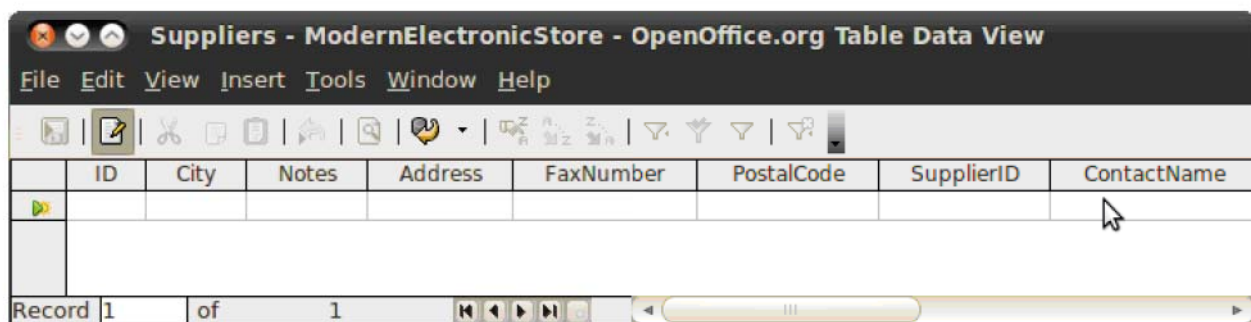 Suppliers - ModernElectronicStore - OpenOffice.org Table Data View
File Edit View Insert Tools Window Help
ID City Notes Address FaxNumber PostalCode SupplierID ContactName
Record 1 of 1